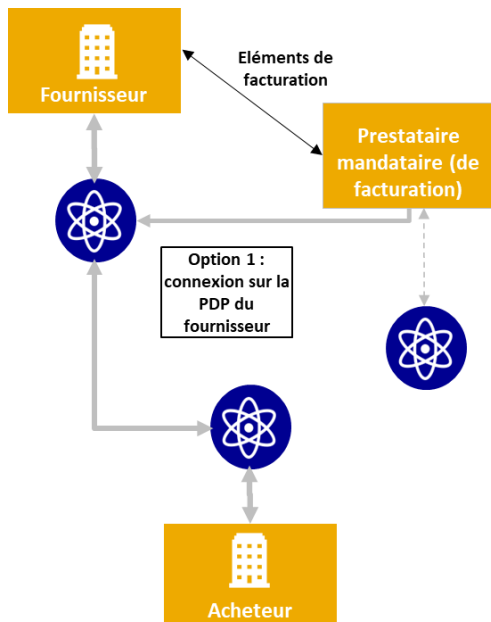 Fournisseur
Eléments de
facturation
Prestataire
mandataire (de
facturation)
Option 1 :
connexion sur la
PDP du
fournisseur
Acheteur